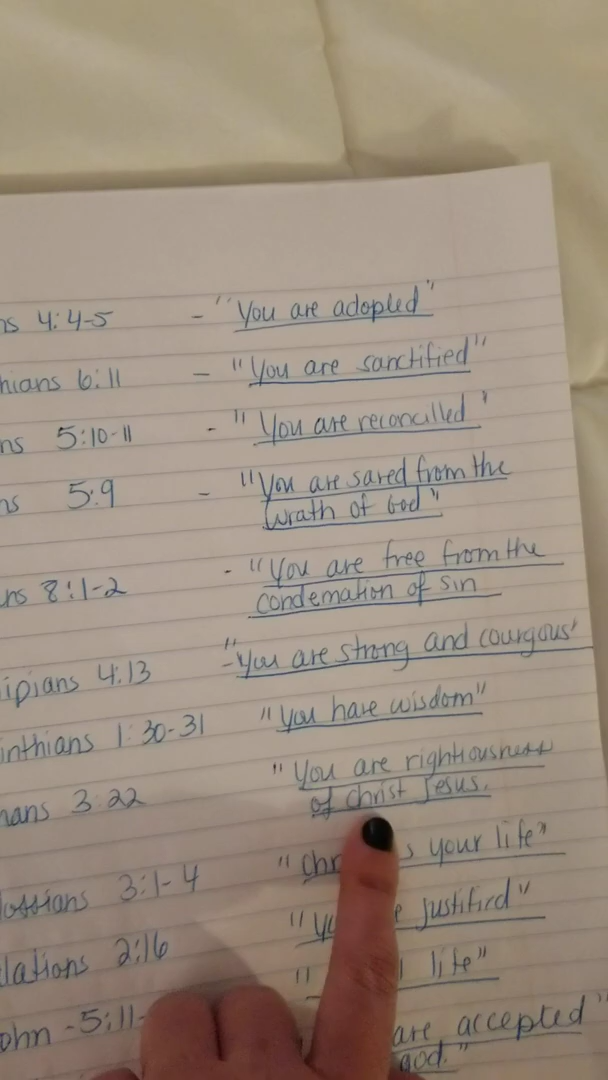 ns 4:4-5 - "You are adopted"
hians 6:11 - "You are sanctified"
ns 5:10-11 - "You are reconcilled"
ns 5:9 - "You are saved from the
wrath of God"
ns 8:1-2 - "You are free from the
condemation of sin
ipians 4:13 - "You are strong and courgous"
inthians 1:30-31 "You have wisdom"
mans 3:22 "You are rightiousness
of christ Jesus.
lossians 3:1-4 "Chr s your life"
lations 2:16 "yo e justified"
ohn - 5:11- " life"
are accepted"
god."